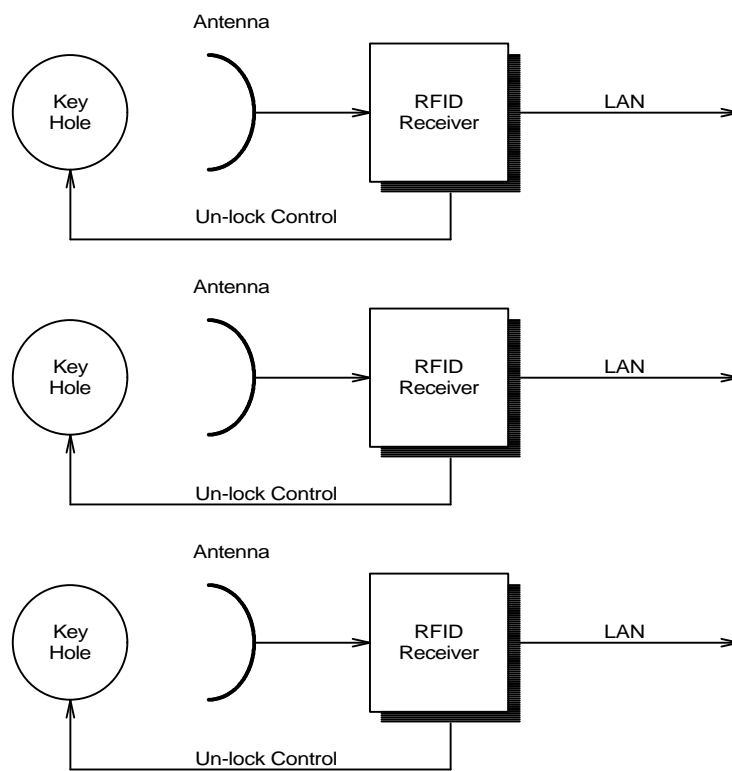 Antenna
Key
Hole
RFID
Receiver
LAN
Un-lock Control
Antenna
Key
Hole
RFID
Receiver
LAN
Un-lock Control
Antenna
Key
Hole
RFID
Receiver
LAN
Un-lock Control